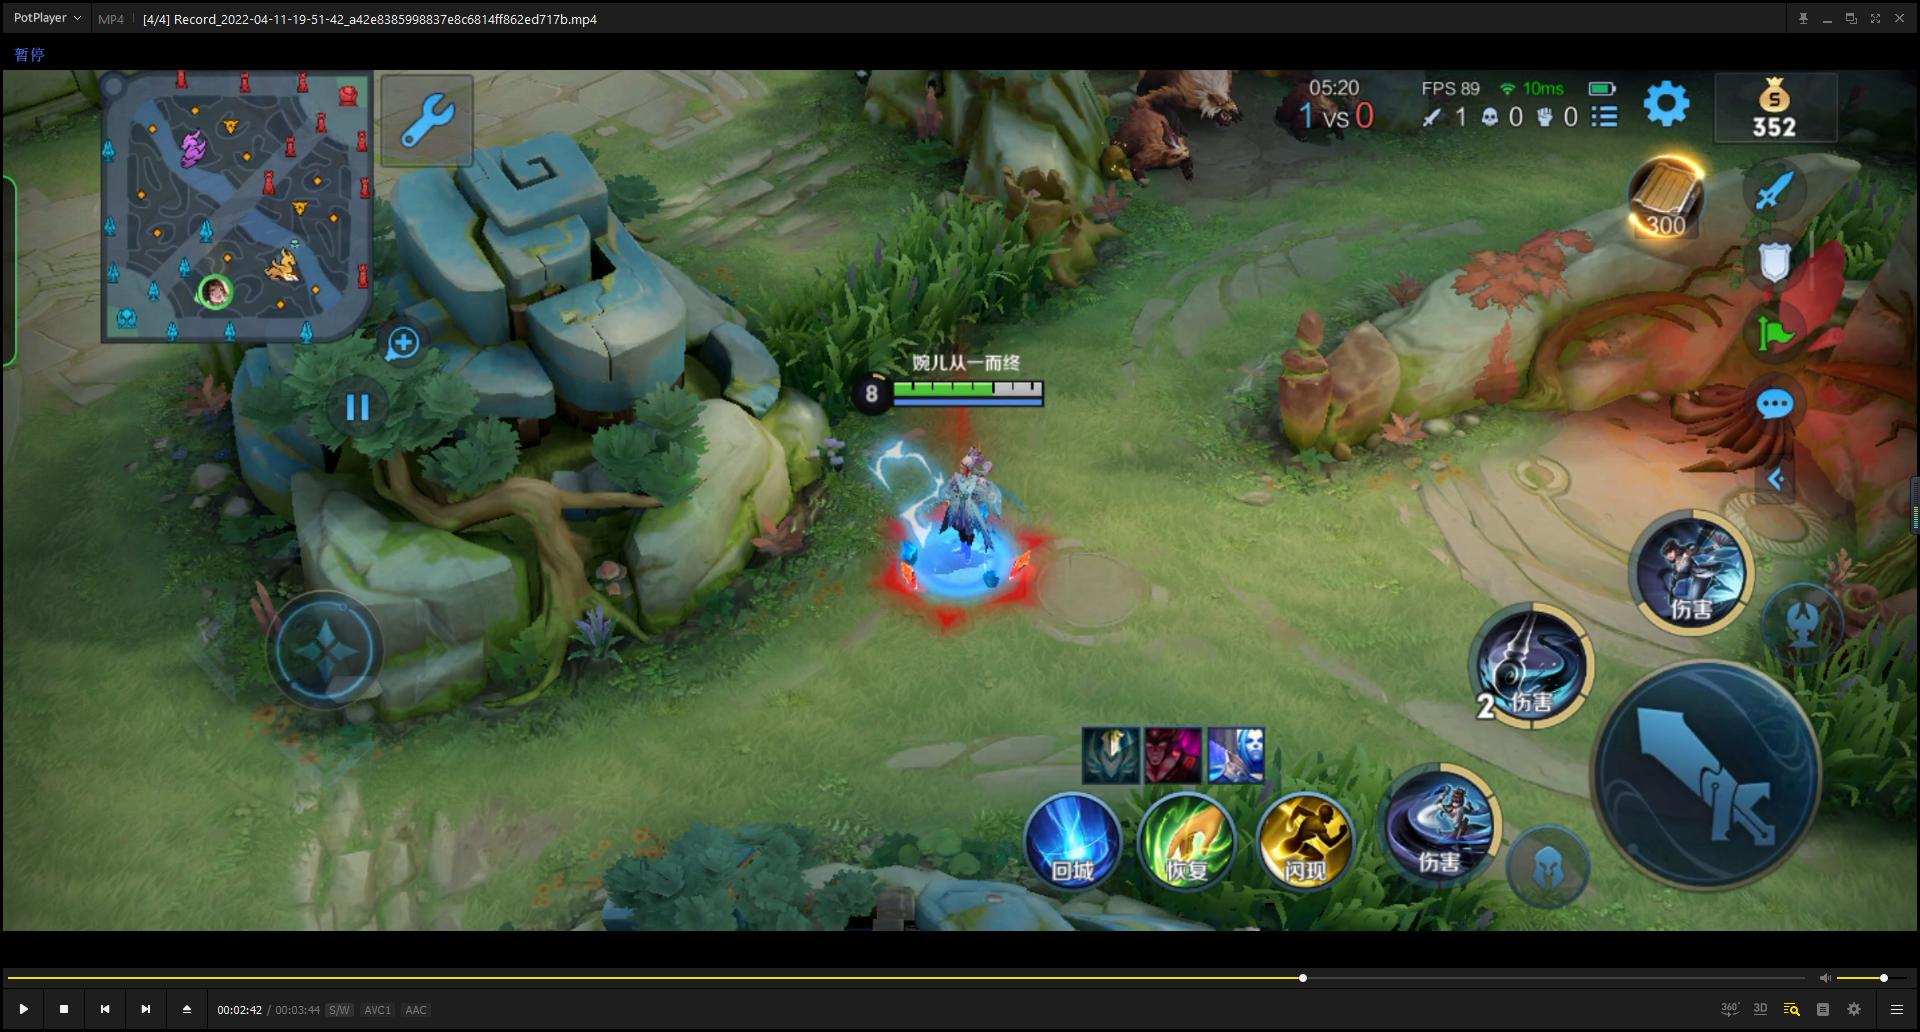 PotPlayer
MP4
[4/4] Record_2022-04-11-19-51-42_a42e8385998837e8c6814ff862ed717b.mp4
暂停
05:20
FPS 89
10ms
1 VS 0
1
0
0
352
300
婉儿从一而终
8
伤害
2
伤害
伤害
回城
恢复
闪现
00:02:42 / 00:03:44 S/W AVC1 AAC
360°
3D